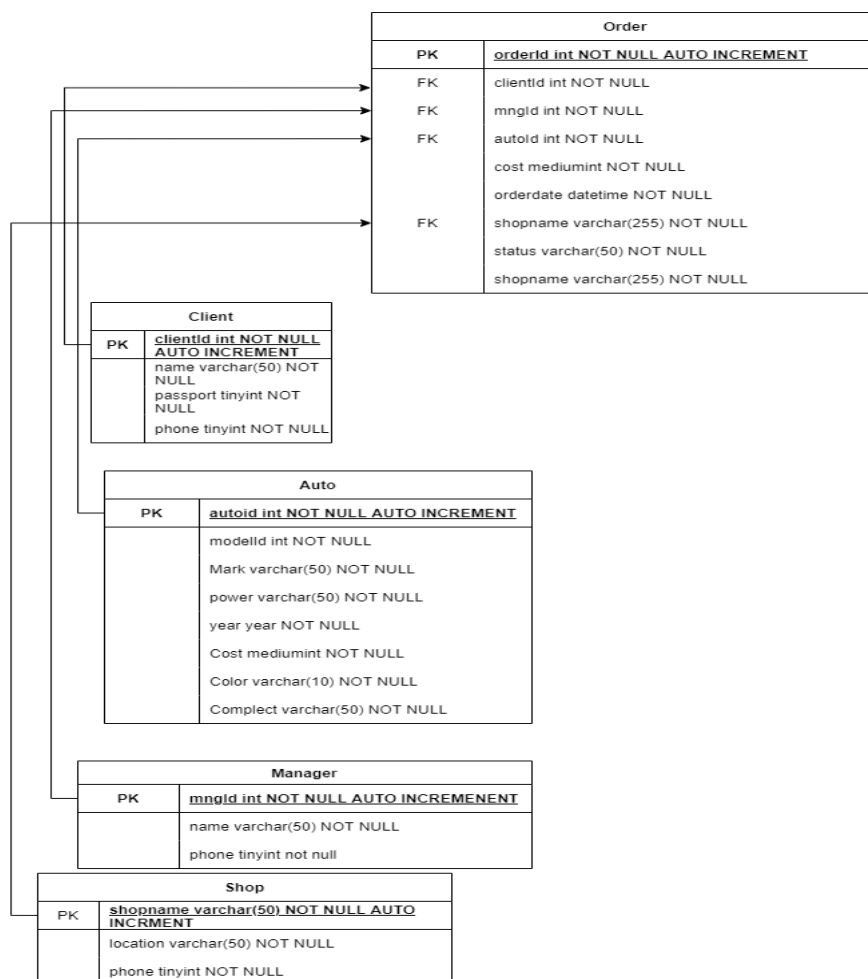 Order
PK orderId int NOT NULL AUTO INCREMENT
FK clientId int NOT NULL
FK mngId int NOT NULL
FK autoId int NOT NULL
cost mediumint NOT NULL
orderdate datetime NOT NULL
FK shopname varchar(255) NOT NULL
status varchar(50) NOT NULL
shopname varchar(255) NOT NULL
Client
PK clientId int NOT NULL
AUTO INCREMENT
name varchar(50) NOT
NULL
passport tinyint NOT
NULL
phone tinyint NOT NULL
Auto
PK autoid int NOT NULL AUTO INCREMENT
modelId int NOT NULL
Mark varchar(50) NOT NULL
power varchar(50) NOT NULL
year year NOT NULL
Cost mediumint NOT NULL
Color varchar(10) NOT NULL
Complect varchar(50) NOT NULL
Manager
PK mngId int NOT NULL AUTO INCREMENENT
name varchar(50) NOT NULL
phone tinyint not null
Shop
PK shopname varchar(50) NOT NULL AUTO
INCRMENT
location varchar(50) NOT NULL
phone tinyint NOT NULL